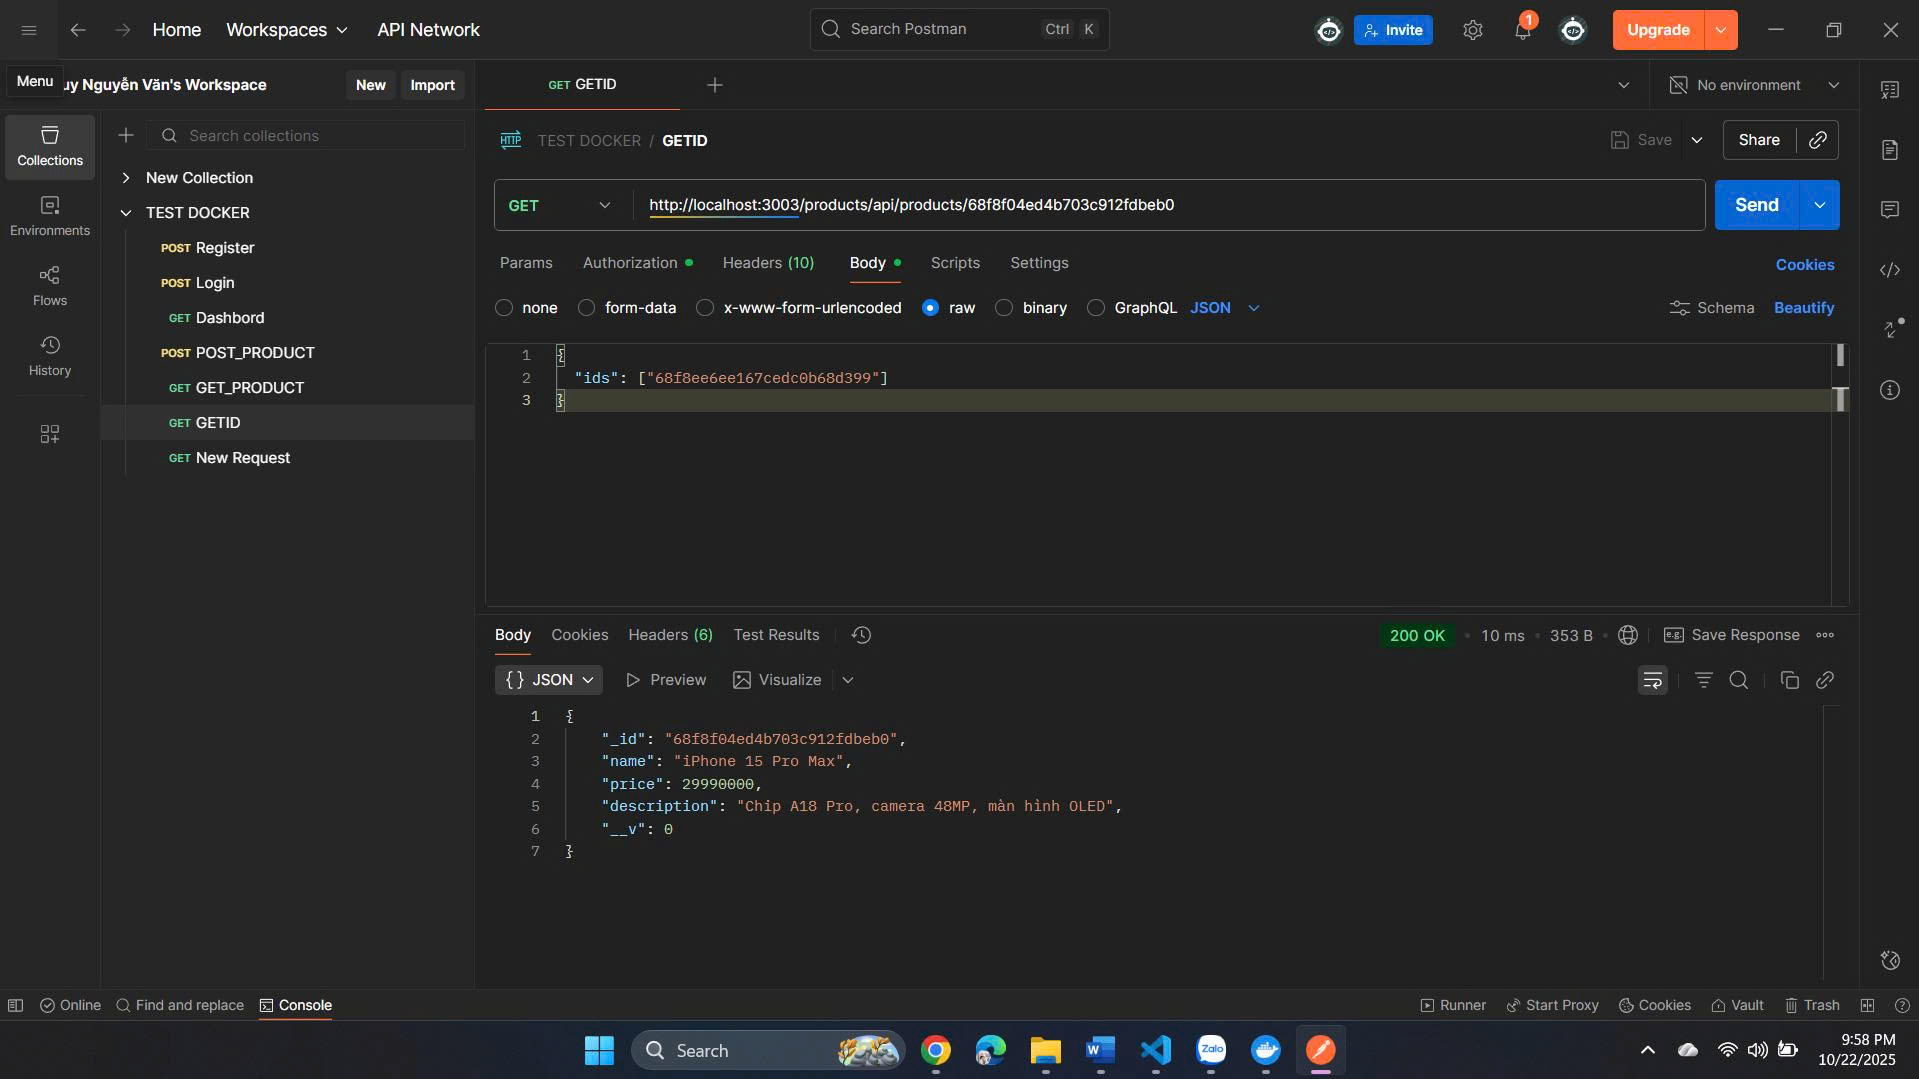 Home
Workspaces
API Network
Search Postman
Ctrl K
Invite
1
Upgrade
Menu
uy Nguyễn Văn's Workspace
New
Import
GET GETID
No environment
Collections
Environments
Flows
History
Search collections
New Collection
TEST DOCKER
POST Register
POST Login
GET Dashbord
POST POST_PRODUCT
GET GET_PRODUCT
GET GETID
GET New Request
HTTP TEST DOCKER / GETID
Save
Share
GET
http://localhost:3003/products/api/products/68f8f04ed4b703c912fdbeb0
Send
Params
Authorization
Headers (10)
Body
Scripts
Settings
Cookies
none
form-data
x-www-form-urlencoded
raw
binary
GraphQL
JSON
Schema
Beautify
1 {
2 "ids": ["68f8ee6ee167cedc0b68d399"]
3 }
Body
Cookies
Headers (6)
Test Results
200 OK
10 ms
353 B
e.g. Save Response
{} JSON
Preview
Visualize
1 {
2 "_id": "68f8f04ed4b703c912fdbeb0",
3 "name": "iPhone 15 Pro Max",
4 "price": 29990000,
5 "description": "Chip A18 Pro, camera 48MP, màn hình OLED",
6 "__v": 0
7 }
Online
Find and replace
Console
Runner
Start Proxy
Cookies
Vault
Trash
Search
W
Zalo
9:58 PM
10/22/2025